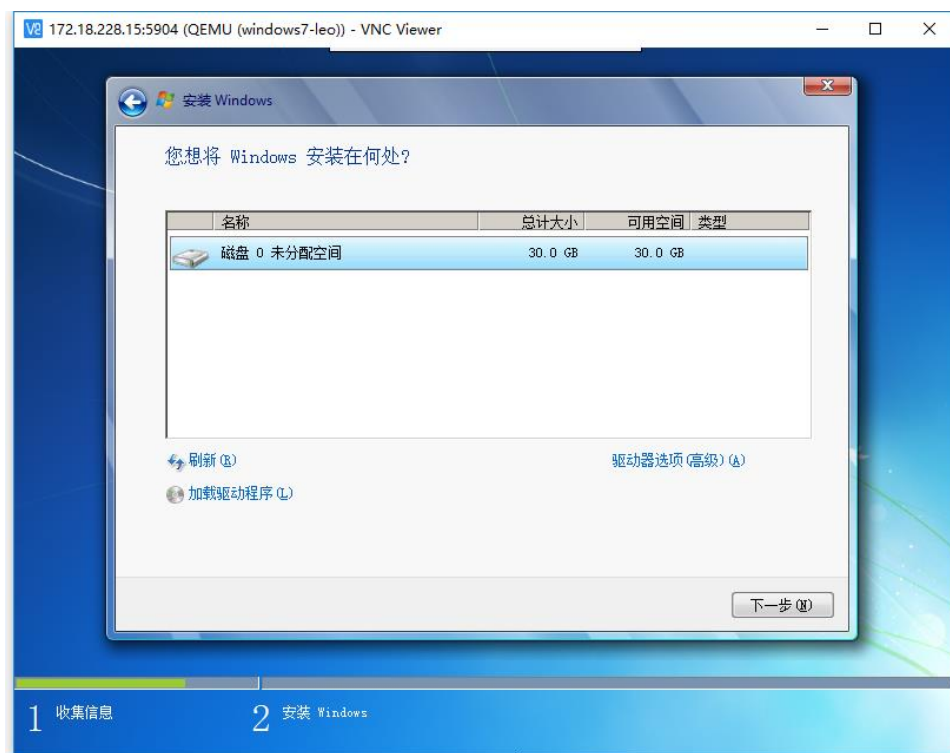 172.18.228.15:5904 (QEMU (windows7-leo)) - VNC Viewer
安装 Windows
您想将 Windows 安装在何处?
名称 总计大小 可用空间 类型
磁盘 0 未分配空间 30.0 GB 30.0 GB
刷新(R) 驱动器选项(高级)(A)
加载驱动程序(L)
下一步(N)
1 收集信息 2 安装 Windows